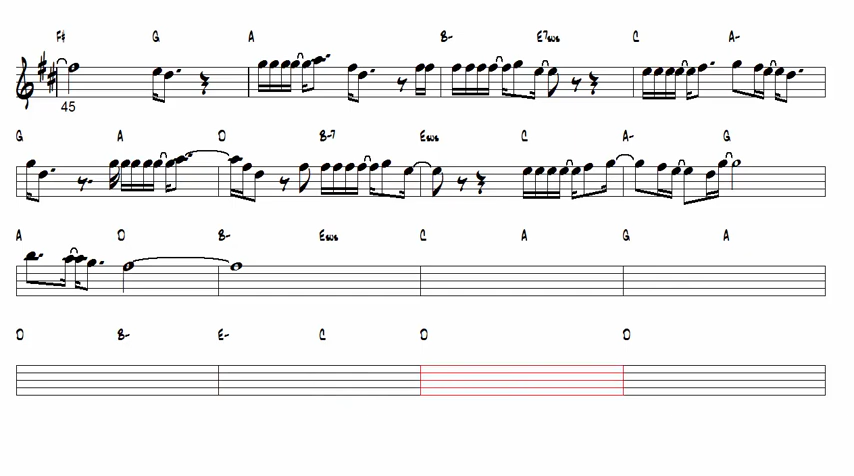 F# G A B- E7sus C A-
45
G A D B-7 Esus C A- G
A D B- Esus C A G A
D B- E- C D D